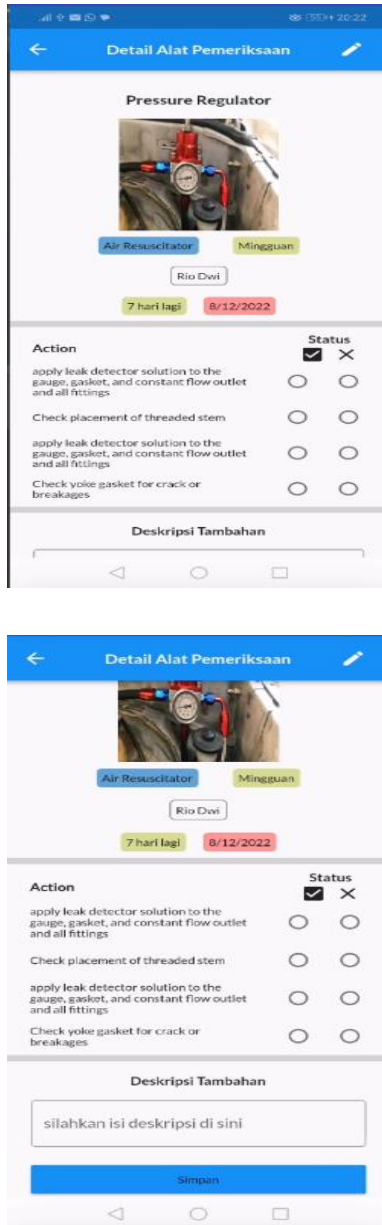 20:22
Detail Alat Pemeriksaan
Pressure Regulator
Air Resuscitator Mingguan
Rio Dwi
7 hari lagi 8/12/2022
Action Status
apply leak detector solution to the
gauge, gasket, and constant flow outlet
and all fittings
Check placement of threaded stem
apply leak detector solution to the
gauge, gasket, and constant flow outlet
and all fittings
Check yoke gasket for crack or
breakages
Deskripsi Tambahan
Detail Alat Pemeriksaan
Air Resuscitator Mingguan
Rio Dwi
7 hari lagi 8/12/2022
Action Status
apply leak detector solution to the
gauge, gasket, and constant flow outlet
and all fittings
Check placement of threaded stem
apply leak detector solution to the
gauge, gasket, and constant flow outlet
and all fittings
Check yoke gasket for crack or
breakages
Deskripsi Tambahan
silahkan isi deskripsi di sini
Simpan